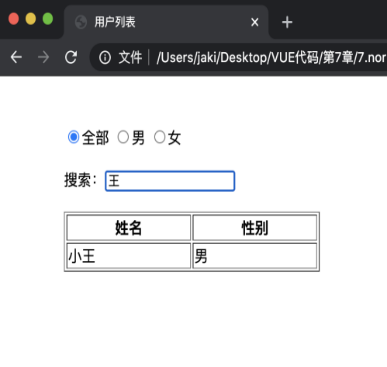 用户列表
文件 /Users/jaki/Desktop/VUE代码/第7章/7.nor
全部 男 女
搜索：王
姓名 性别
小王 男